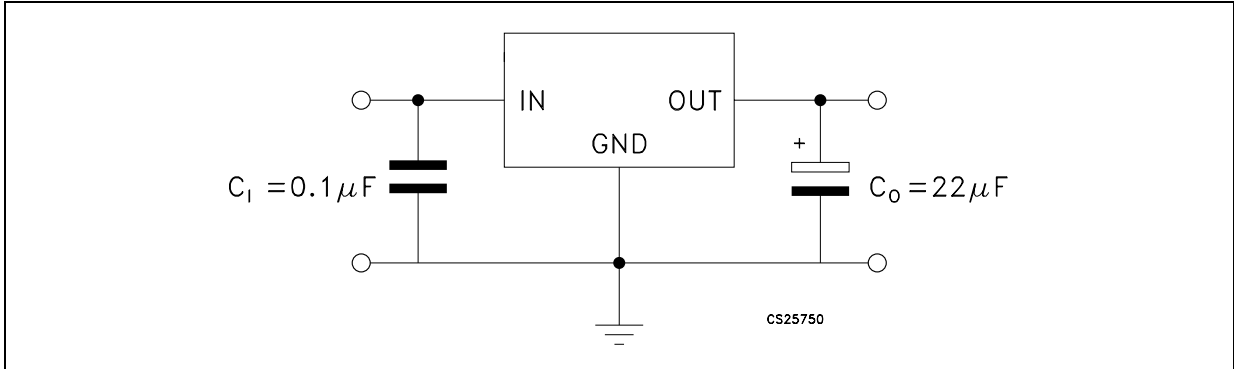 IN
OUT
GND
+
C_I =0.1μF
C_O =22μF
CS25750